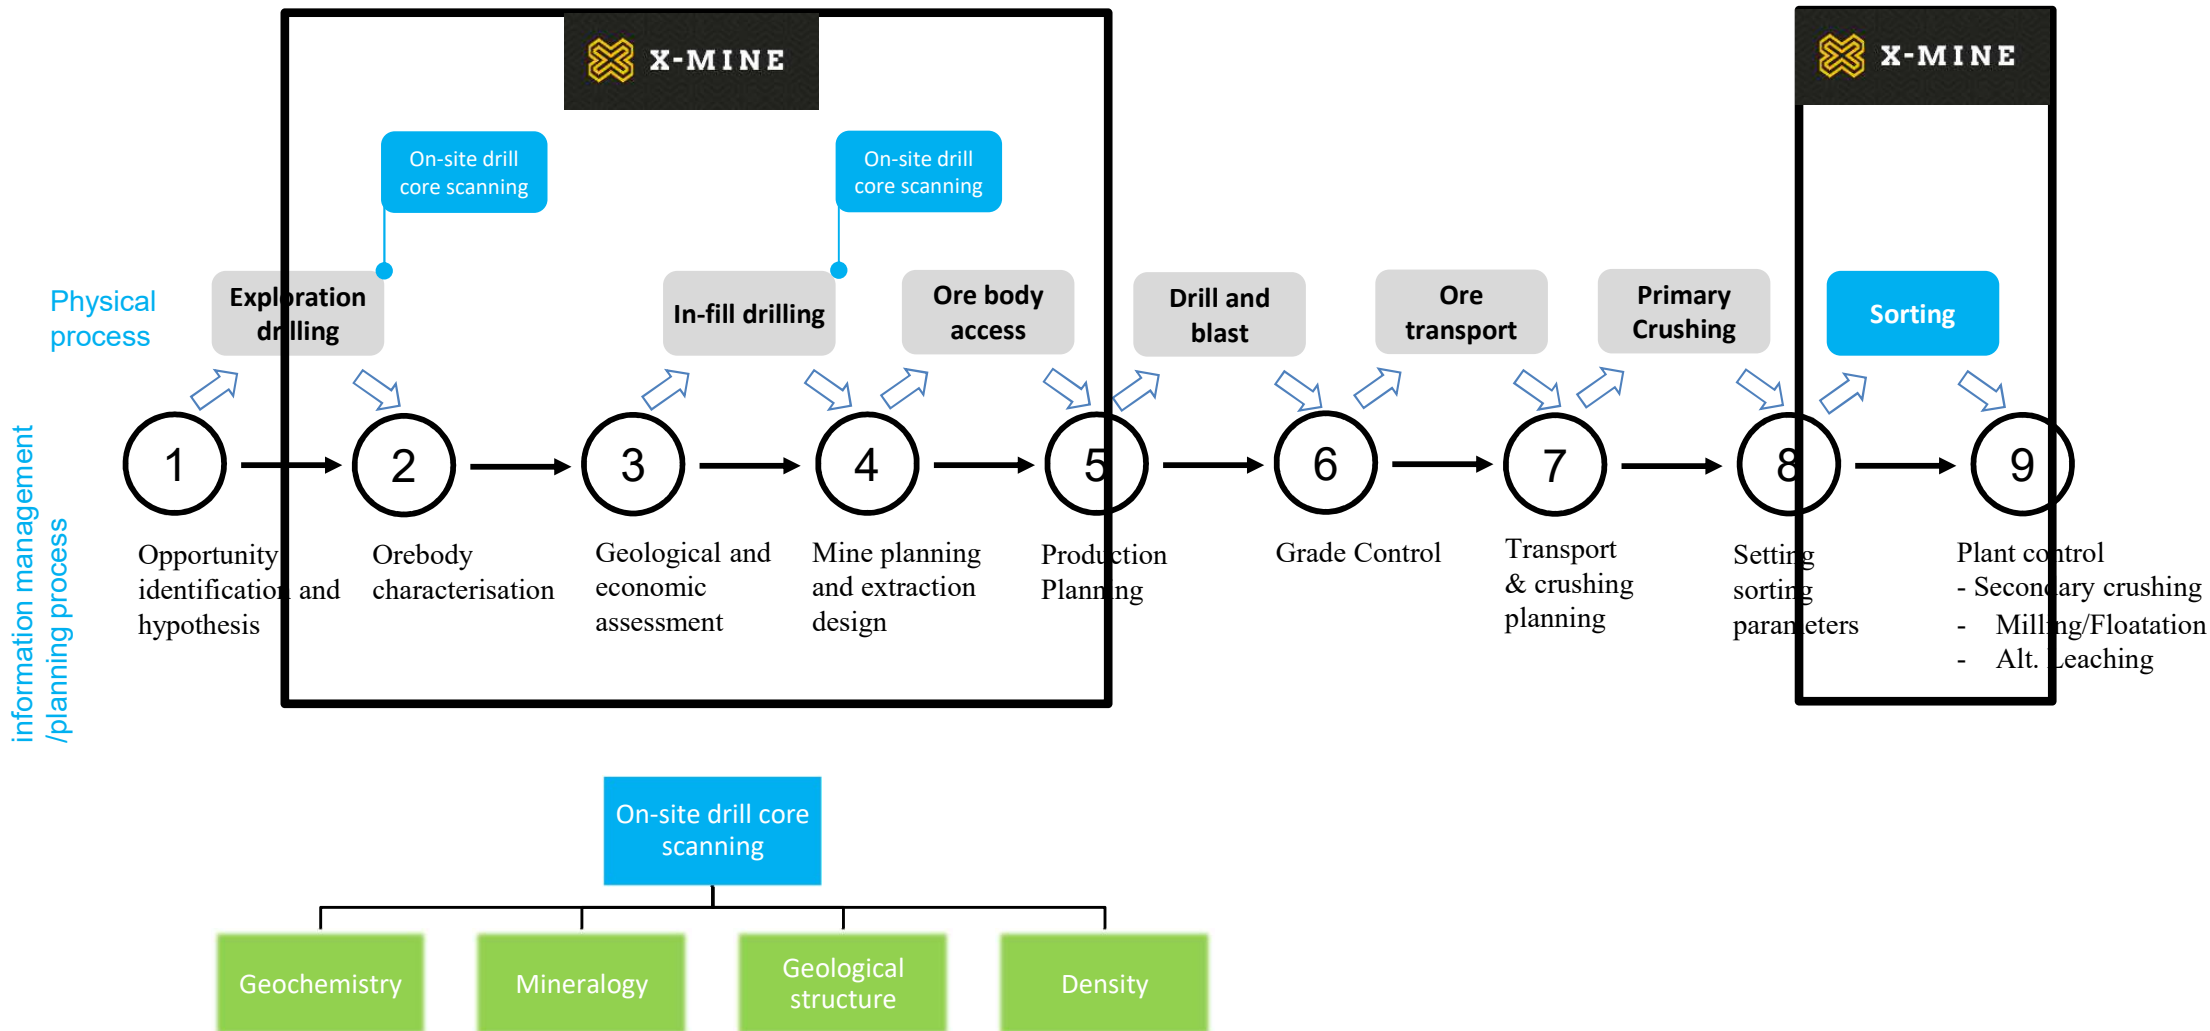 X-MINE
X-MINE
On-site drill
core scanning
On-site drill
core scanning
Physical
process
Exploration
drilling
In-fill drilling
Ore body
access
Drill and
blast
Ore
transport
Primary
Crushing
Sorting
information management
/planning process
1
2
3
4
5
6
7
8
9
Opportunity
identification and
hypothesis
Orebody
characterisation
Geological and
economic
assessment
Mine planning
and extraction
design
Production
Planning
Grade Control
Transport
& crushing
planning
Setting
sorting
parameters
Plant control
- Secondary crushing
- Milling/Floatation
- Alt. Leaching
On-site drill core
scanning
Geochemistry
Mineralogy
Geological
structure
Density